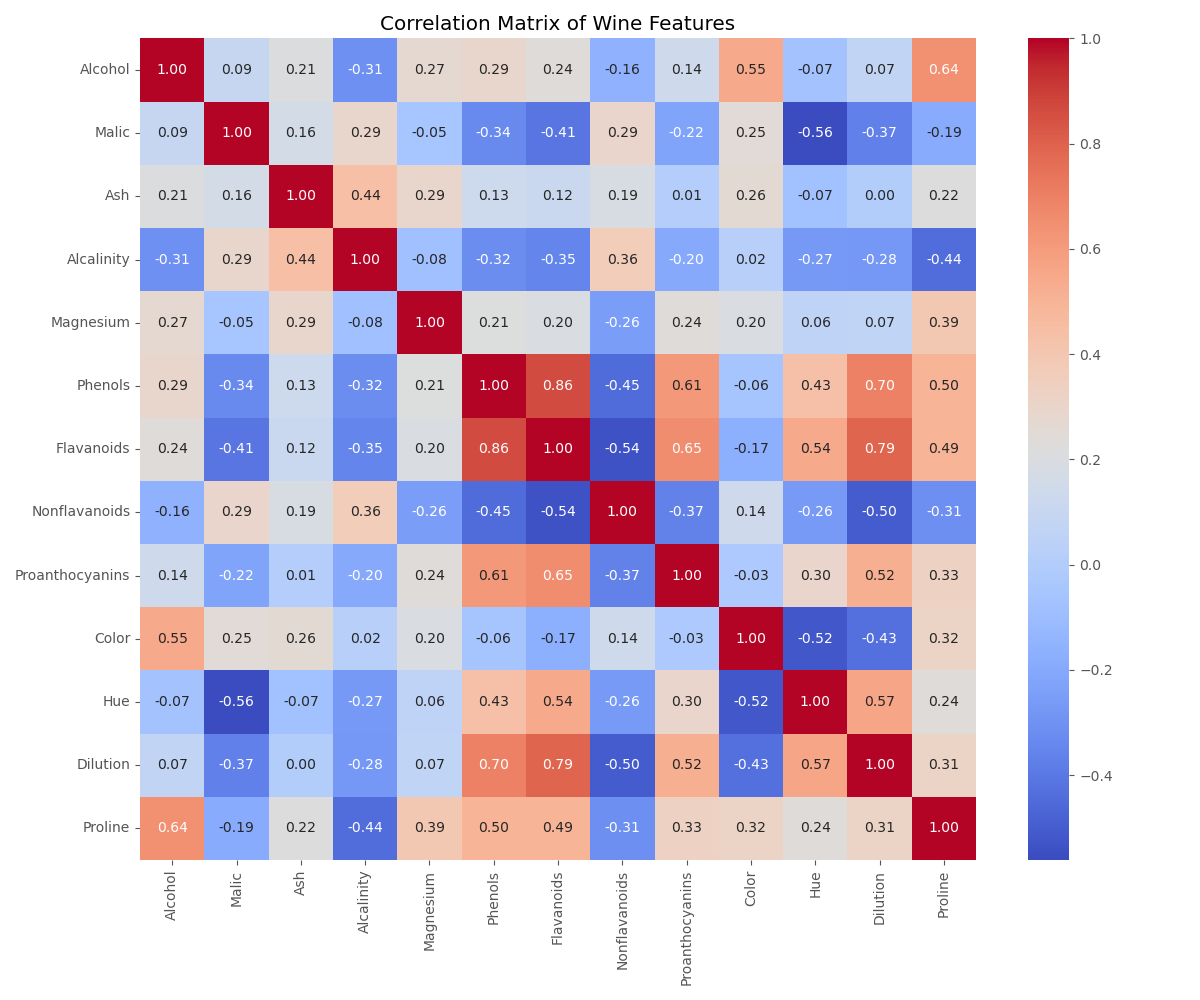 Correlation Matrix of Wine Features
Alcohol 1.00 0.09 0.21 -0.31 0.27 0.29 0.24 -0.16 0.14 0.55 -0.07 0.07 0.64
Malic 0.09 1.00 0.16 0.29 -0.05 -0.34 -0.41 0.29 -0.22 0.25 -0.56 -0.37 -0.19
Ash 0.21 0.16 1.00 0.44 0.29 0.13 0.12 0.19 0.01 0.26 -0.07 0.00 0.22
Alcalinity -0.31 0.29 0.44 1.00 -0.08 -0.32 -0.35 0.36 -0.20 0.02 -0.27 -0.28 -0.44
Magnesium 0.27 -0.05 0.29 -0.08 1.00 0.21 0.20 -0.26 0.24 0.20 0.06 0.07 0.39
Phenols 0.29 -0.34 0.13 -0.32 0.21 1.00 0.86 -0.45 0.61 -0.06 0.43 0.70 0.50
Flavanoids 0.24 -0.41 0.12 -0.35 0.20 0.86 1.00 -0.54 0.65 -0.17 0.54 0.79 0.49
Nonflavanoids -0.16 0.29 0.19 0.36 -0.26 -0.45 -0.54 1.00 -0.37 0.14 -0.26 -0.50 -0.31
Proanthocyanins 0.14 -0.22 0.01 -0.20 0.24 0.61 0.65 -0.37 1.00 -0.03 0.30 0.52 0.33
Color 0.55 0.25 0.26 0.02 0.20 -0.06 -0.17 0.14 -0.03 1.00 -0.52 -0.43 0.32
Hue -0.07 -0.56 -0.07 -0.27 0.06 0.43 0.54 -0.26 0.30 -0.52 1.00 0.57 0.24
Dilution 0.07 -0.37 0.00 -0.28 0.07 0.70 0.79 -0.50 0.52 -0.43 0.57 1.00 0.31
Proline 0.64 -0.19 0.22 -0.44 0.39 0.50 0.49 -0.31 0.33 0.32 0.24 0.31 1.00
Alcohol Malic Ash Alcalinity Magnesium Phenols Flavanoids Nonflavanoids Proanthocyanins Color Hue Dilution Proline
1.0
0.8
0.6
0.4
0.2
0.0
−0.2
−0.4